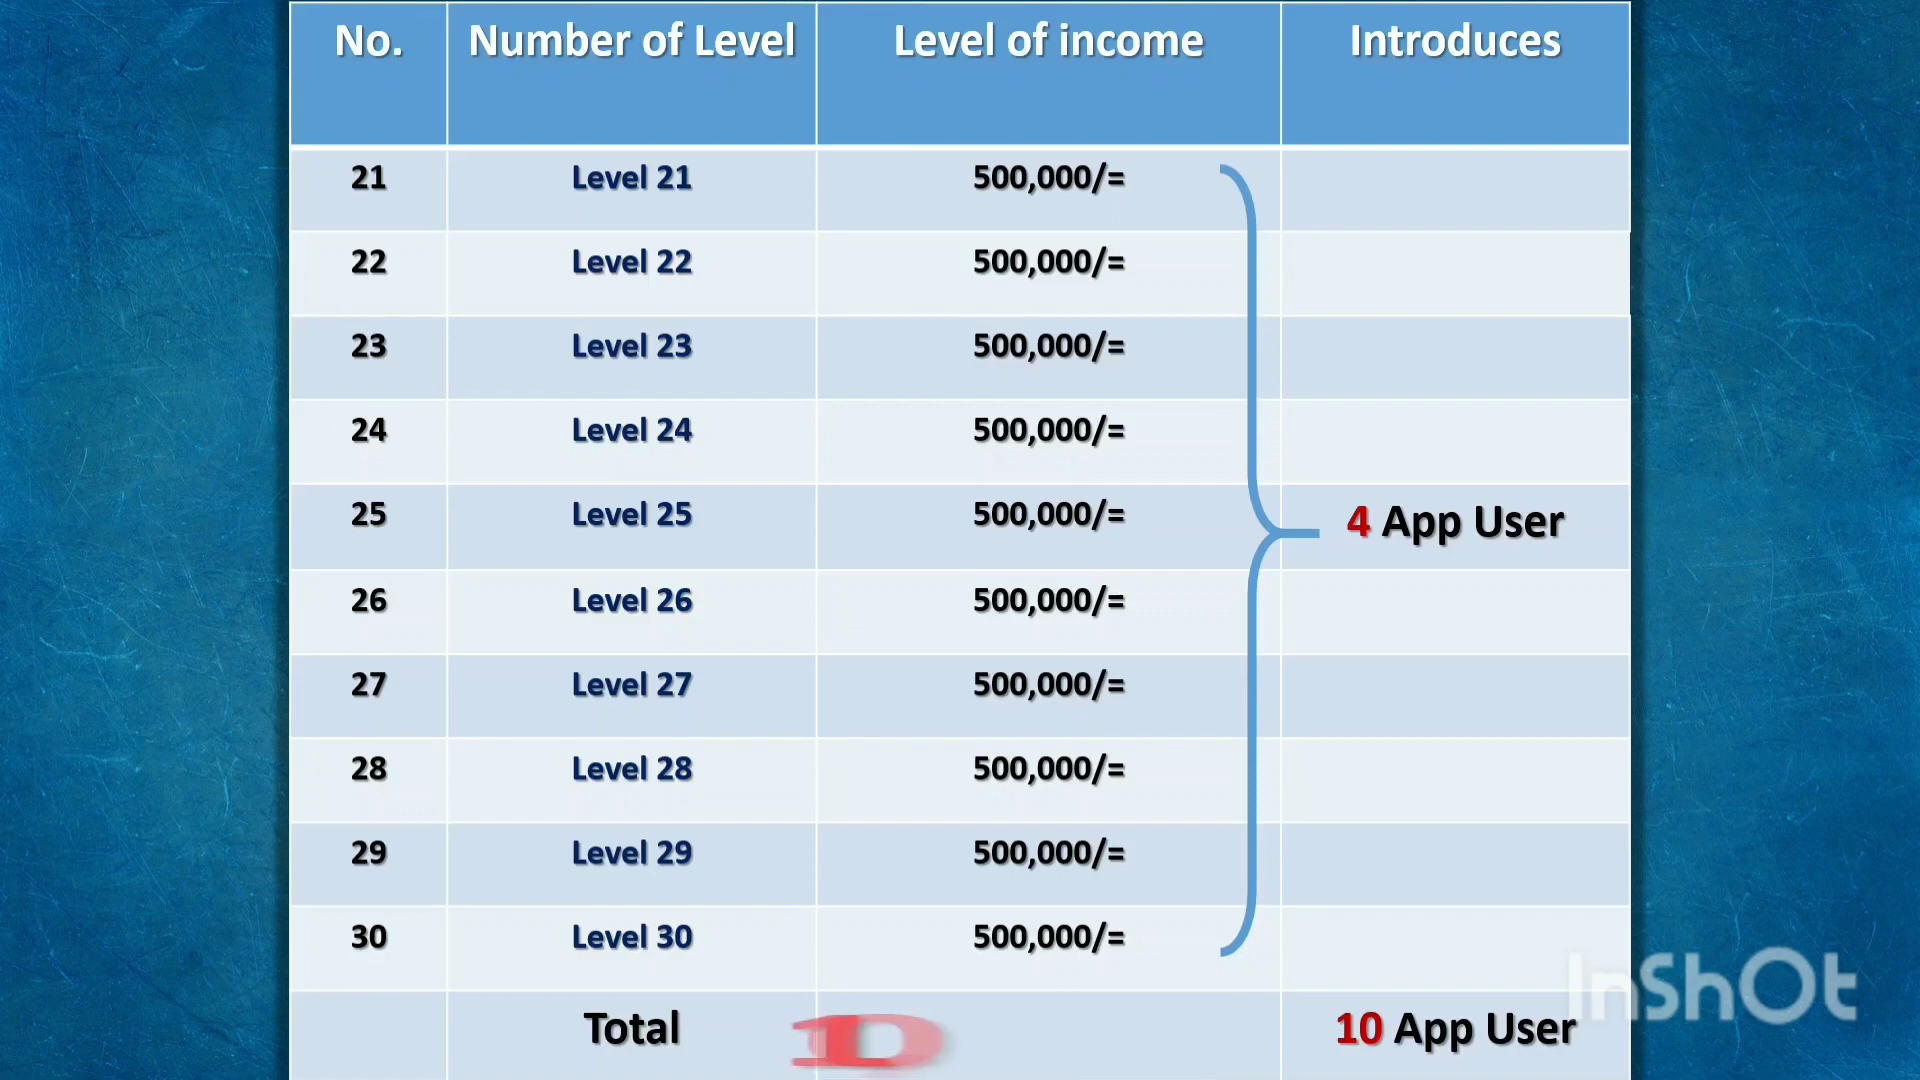 No. Number of Level Level of income Introduces
21 Level 21 500,000/=
22 Level 22 500,000/=
23 Level 23 500,000/=
24 Level 24 500,000/=
25 Level 25 500,000/= 4 App User
26 Level 26 500,000/=
27 Level 27 500,000/=
28 Level 28 500,000/=
29 Level 29 500,000/=
30 Level 30 500,000/=
Total 10 App User
InShOt